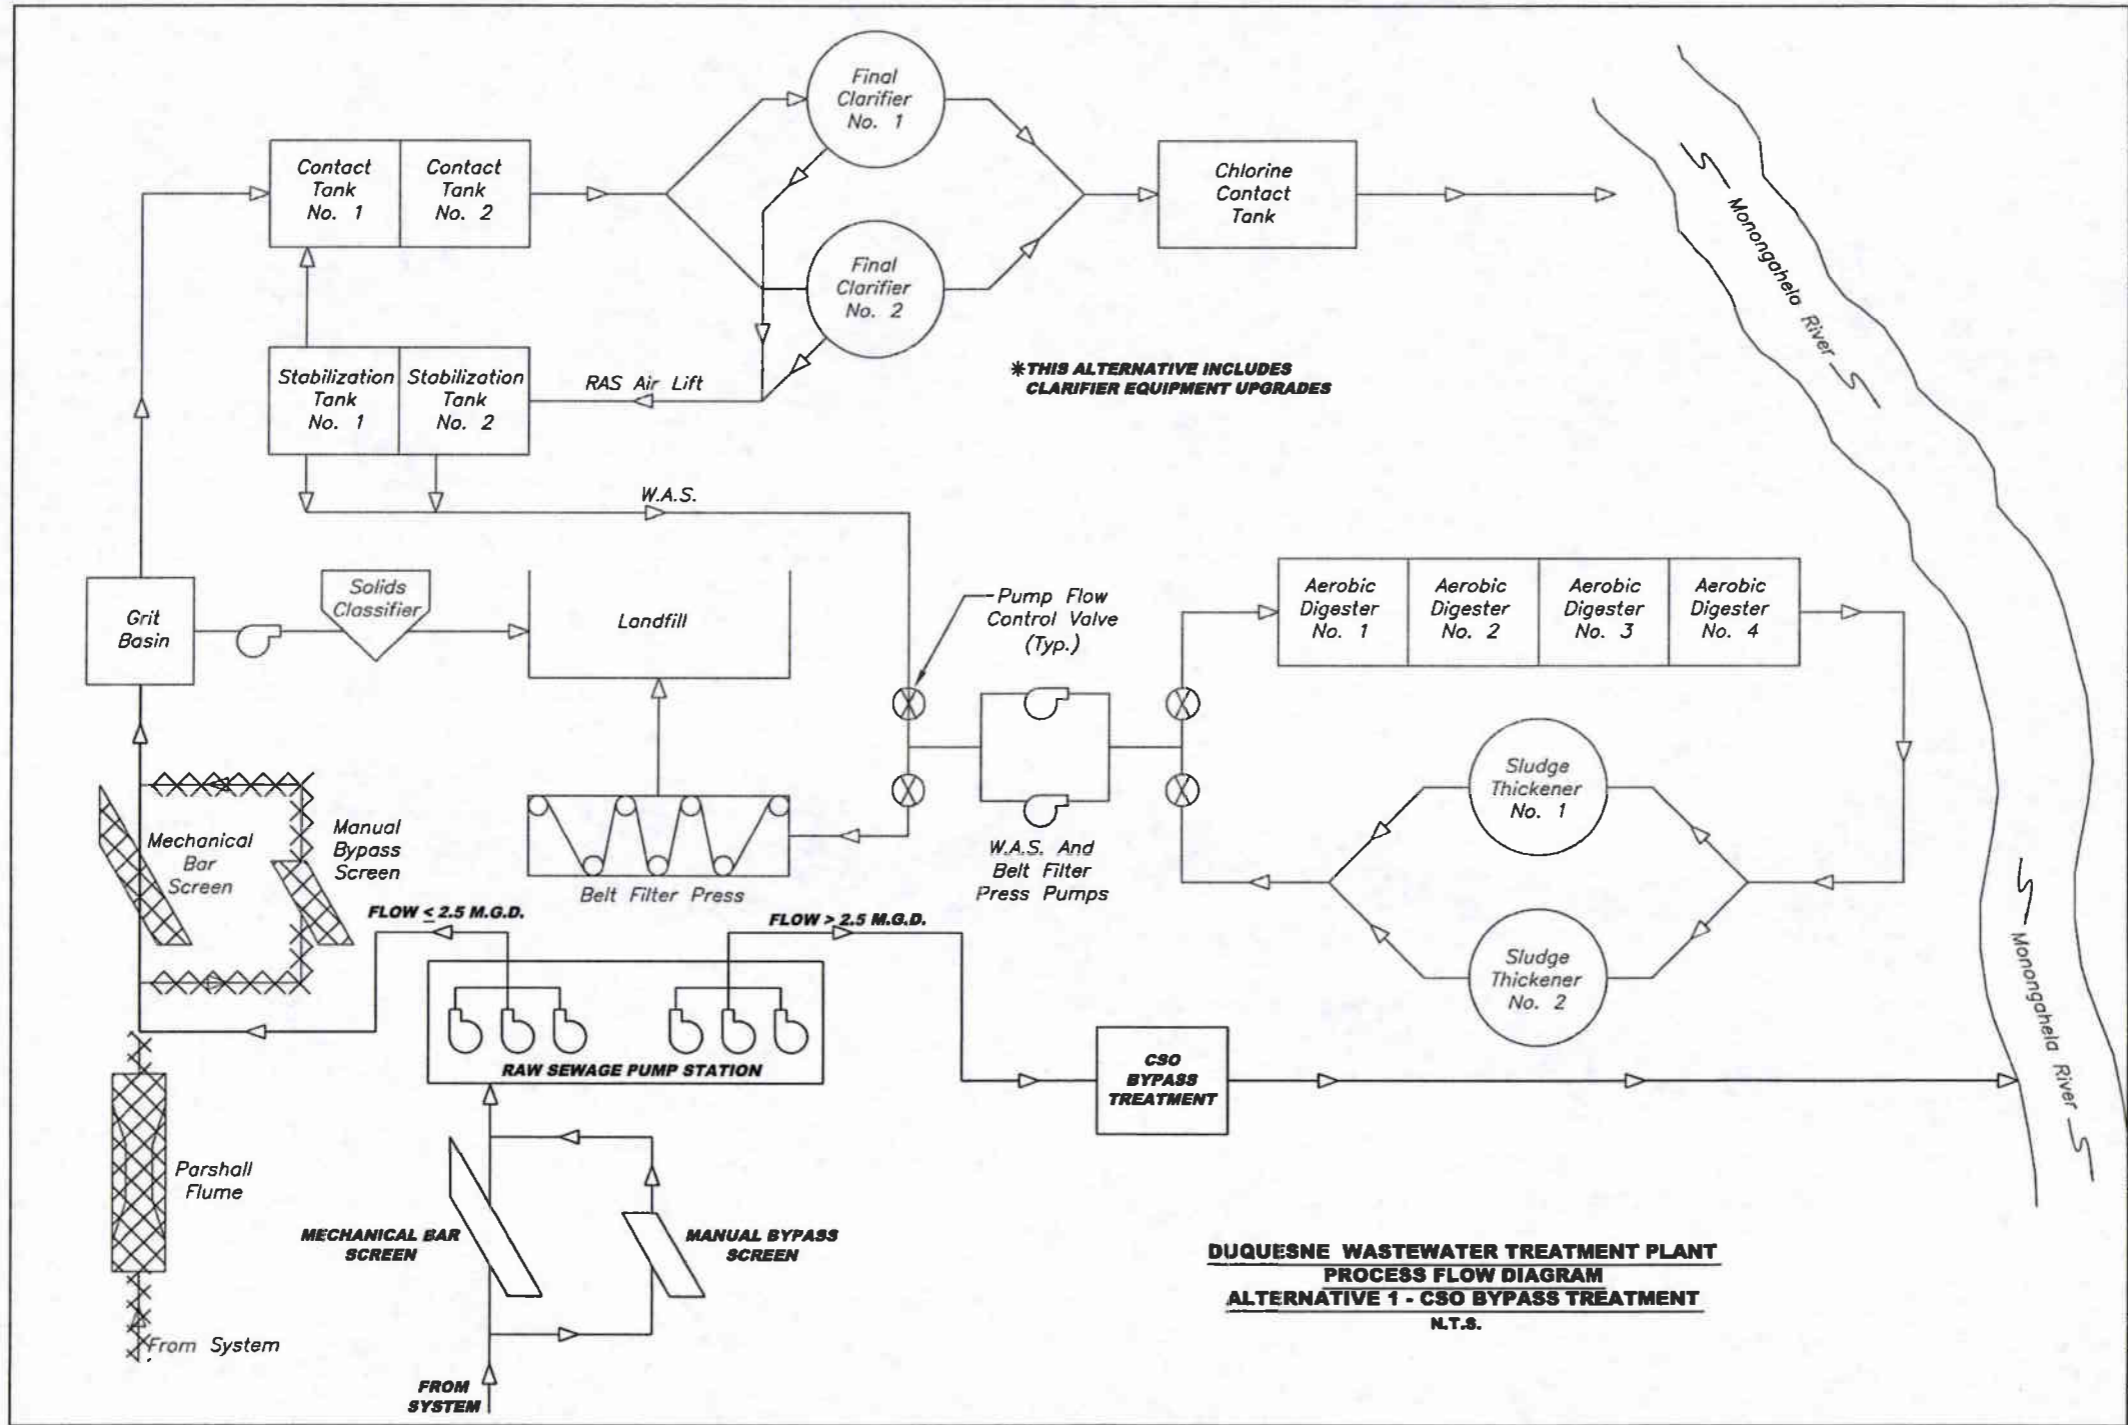 Final
Clarifier
No. 1
Contact
Tank
No. 1
Contact
Tank
No. 2
Chlorine
Contact
Tank
Final
Clarifier
No. 2
Monongahela River
Stabilization
Tank
No. 1
Stabilization
Tank
No. 2
RAS Air Lift
*THIS ALTERNATIVE INCLUDES
CLARIFIER EQUIPMENT UPGRADES
W.A.S.
Grit
Basin
Solids
Classifier
Landfill
Pump Flow
Control Valve
(Typ.)
Aerobic
Digester
No. 1
Aerobic
Digester
No. 2
Aerobic
Digester
No. 3
Aerobic
Digester
No. 4
Mechanical
Bar
Screen
Manual
Bypass
Screen
Belt Filter Press
W.A.S. And
Belt Filter
Press Pumps
Sludge
Thickener
No. 1
Sludge
Thickener
No. 2
FLOW ≤ 2.5 M.G.D.
FLOW > 2.5 M.G.D.
RAW SEWAGE PUMP STATION
CSO
BYPASS
TREATMENT
Monongahela River
Parshall
Flume
From System
MECHANICAL BAR
SCREEN
MANUAL BYPASS
SCREEN
FROM
SYSTEM
DUQUESNE WASTEWATER TREATMENT PLANT
PROCESS FLOW DIAGRAM
ALTERNATIVE 1 - CSO BYPASS TREATMENT
N.T.S.